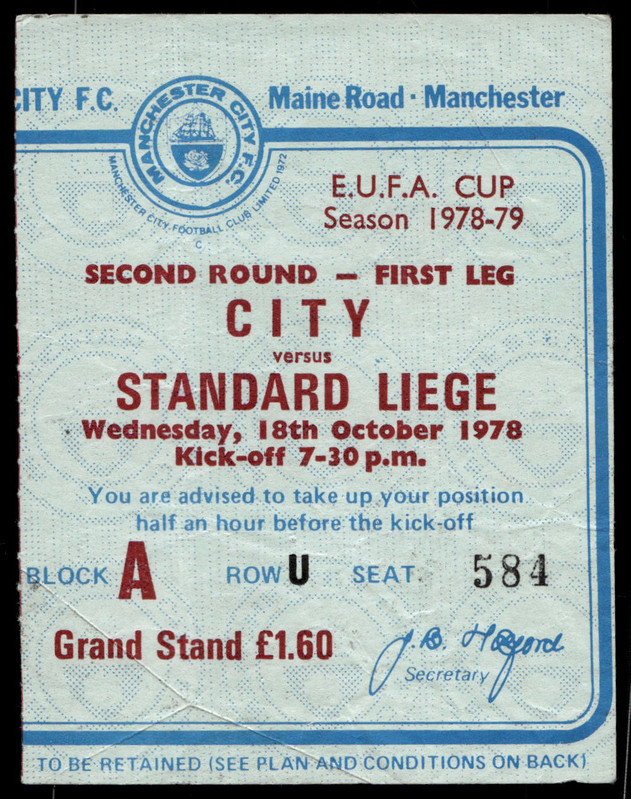 CITY F.C.
Maine Road · Manchester
MANCHESTER CITY F.C.
MANCHESTER CITY FOOTBALL CLUB LIMITED 1972
C
E.U.F.A. CUP
Season 1978-79
SECOND ROUND — FIRST LEG
CITY
versus
STANDARD LIEGE
Wednesday, 18th October 1978
Kick-off 7-30 p.m.
You are advised to take up your position
half an hour before the kick-off
BLOCK A ROW U SEAT 584
Grand Stand £1.60
J.B. Halford
Secretary
TO BE RETAINED (SEE PLAN AND CONDITIONS ON BACK)